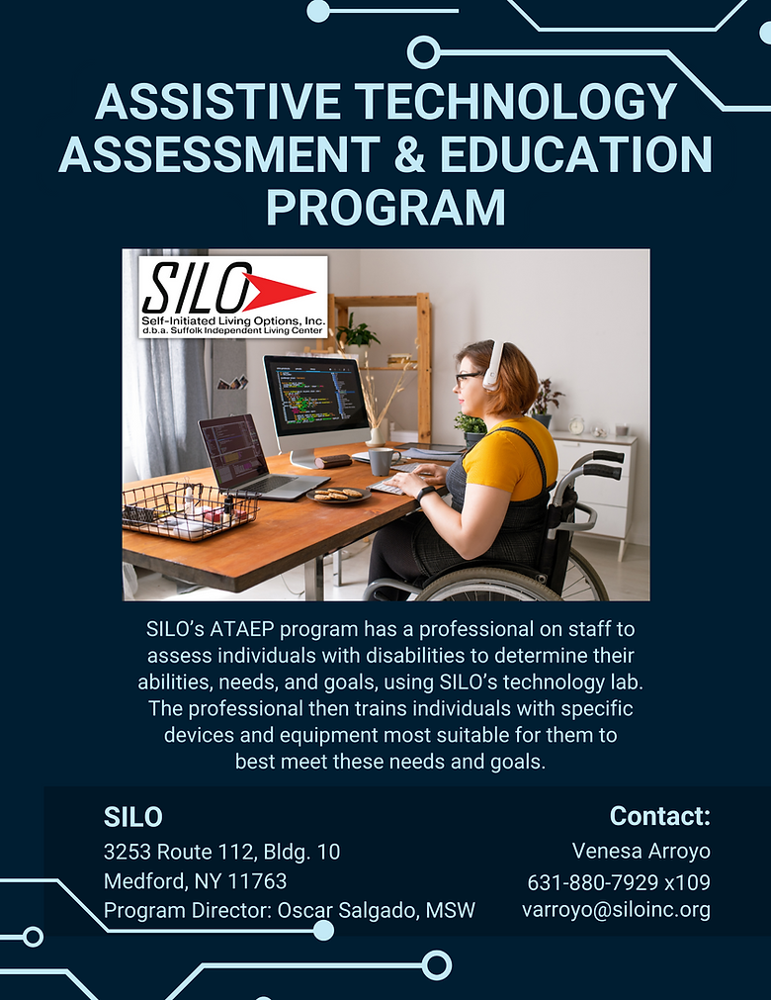 ASSISTIVE TECHNOLOGY
ASSESSMENT & EDUCATION
PROGRAM
SILO
Self-Initiated Living Options, Inc.
d.b.a. Suffolk Independent Living Center
SILO’s ATAEP program has a professional on staff to
assess individuals with disabilities to determine their
abilities, needs, and goals, using SILO’s technology lab.
The professional then trains individuals with specific
devices and equipment most suitable for them to
best meet these needs and goals.
SILO
3253 Route 112, Bldg. 10
Medford, NY 11763
Program Director: Oscar Salgado, MSW
Contact:
Venesa Arroyo
631-880-7929 x109
varroyo@siloinc.org